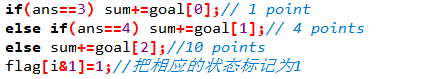 if(ans==3) sum+=goal[0];// 1 point
else if(ans==4) sum+=goal[1];// 4 points
else sum+=goal[2];//10 points
flag[i&1]=1;//把相应的状态标记为1